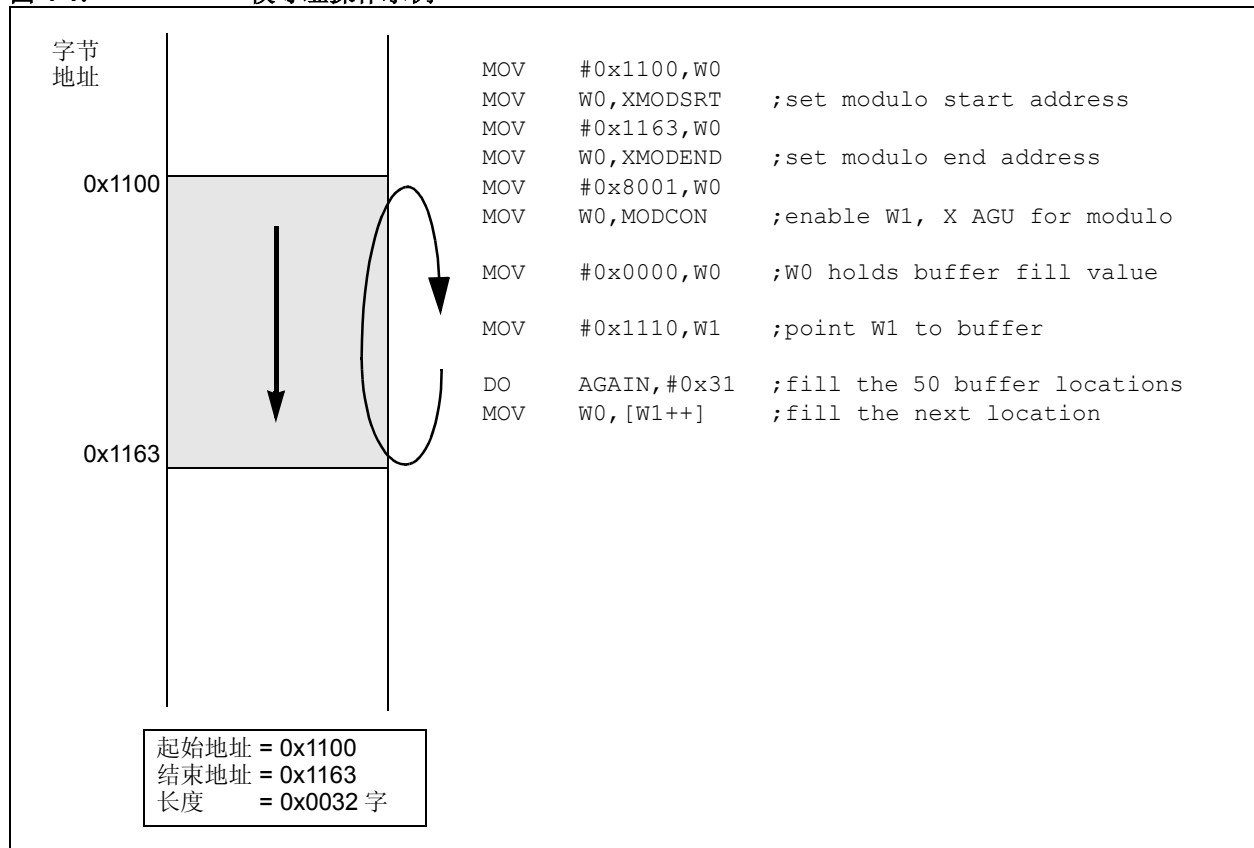 字节
地址
0x1100
0x1163
MOV #0x1100,W0
MOV W0,XMODSRT ;set modulo start address
MOV #0x1163,W0
MOV W0,XMODEND ;set modulo end address
MOV #0x8001,W0
MOV W0,MODCON ;enable W1, X AGU for modulo
MOV #0x0000,W0 ;W0 holds buffer fill value
MOV #0x1110,W1 ;point W1 to buffer
DO AGAIN,#0x31 ;fill the 50 buffer locations
MOV W0,[W1++] ;fill the next location
起始地址 = 0x1100
结束地址 = 0x1163
长度 = 0x0032 字